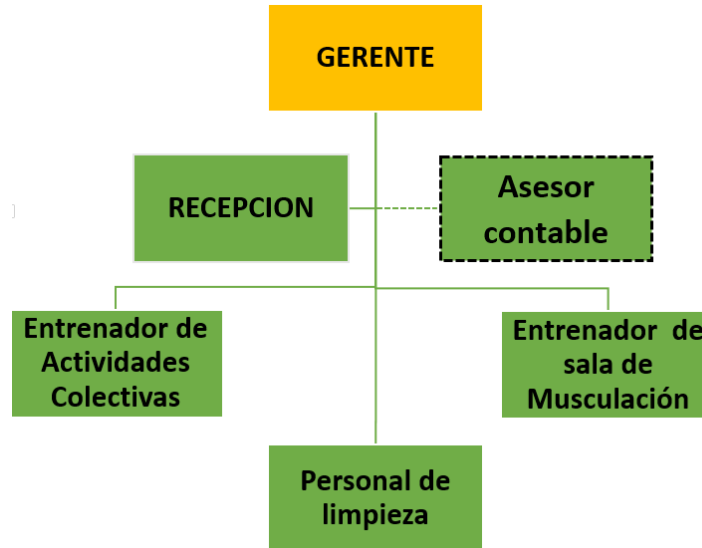 GERENTE
RECEPCION
Asesor
contable
Entrenador de
Actividades
Colectivas
Entrenador de
sala de
Musculación
Personal de
limpieza